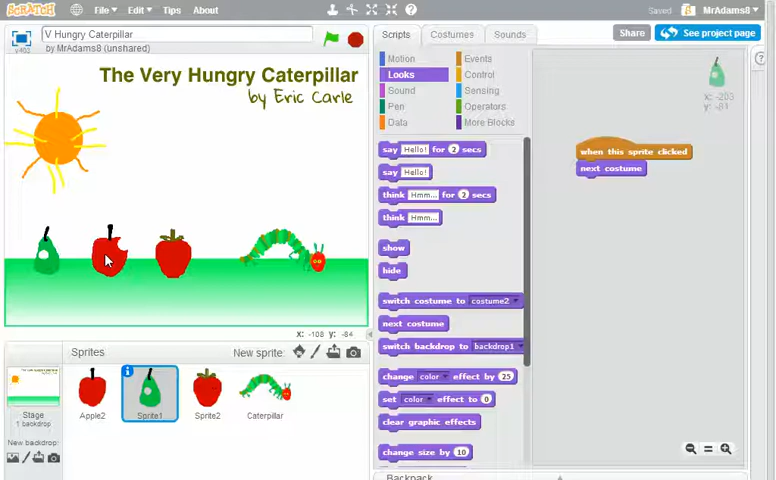 SCRATCH File Edit Tips About Saved MrAdams8
V Hungry Caterpillar
by MrAdams8 (unshared)
v402
Scripts Costumes Sounds
Share See project page
The Very Hungry Caterpillar
by Eric Carle
x: -108 y: -84
Motion Events
Looks Control
Sound Sensing
Pen Operators
Data More Blocks
say Hello! for 2 secs
say Hello!
think Hmm... for 2 secs
think Hmm...
show
hide
switch costume to costume2
next costume
switch backdrop to backdrop1
change color effect by 25
set color effect to 0
clear graphic effects
change size by 10
x: -203
y: -81
when this sprite clicked
next costume
Sprites New sprite:
Apple2 Sprite1 Sprite2 Caterpillar
Stage
1 backdrop
New backdrop:
Backpack